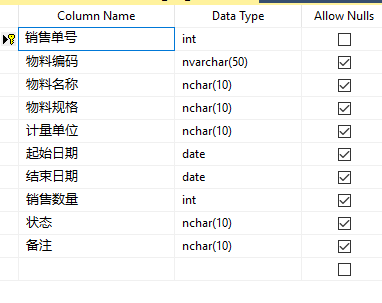 Column Name Data Type Allow Nulls
销售单号 int
物料编码 nvarchar(50)
物料名称 nchar(10)
物料规格 nchar(10)
计量单位 nchar(10)
起始日期 date
结束日期 date
销售数量 int
状态 nchar(10)
备注 nchar(10)